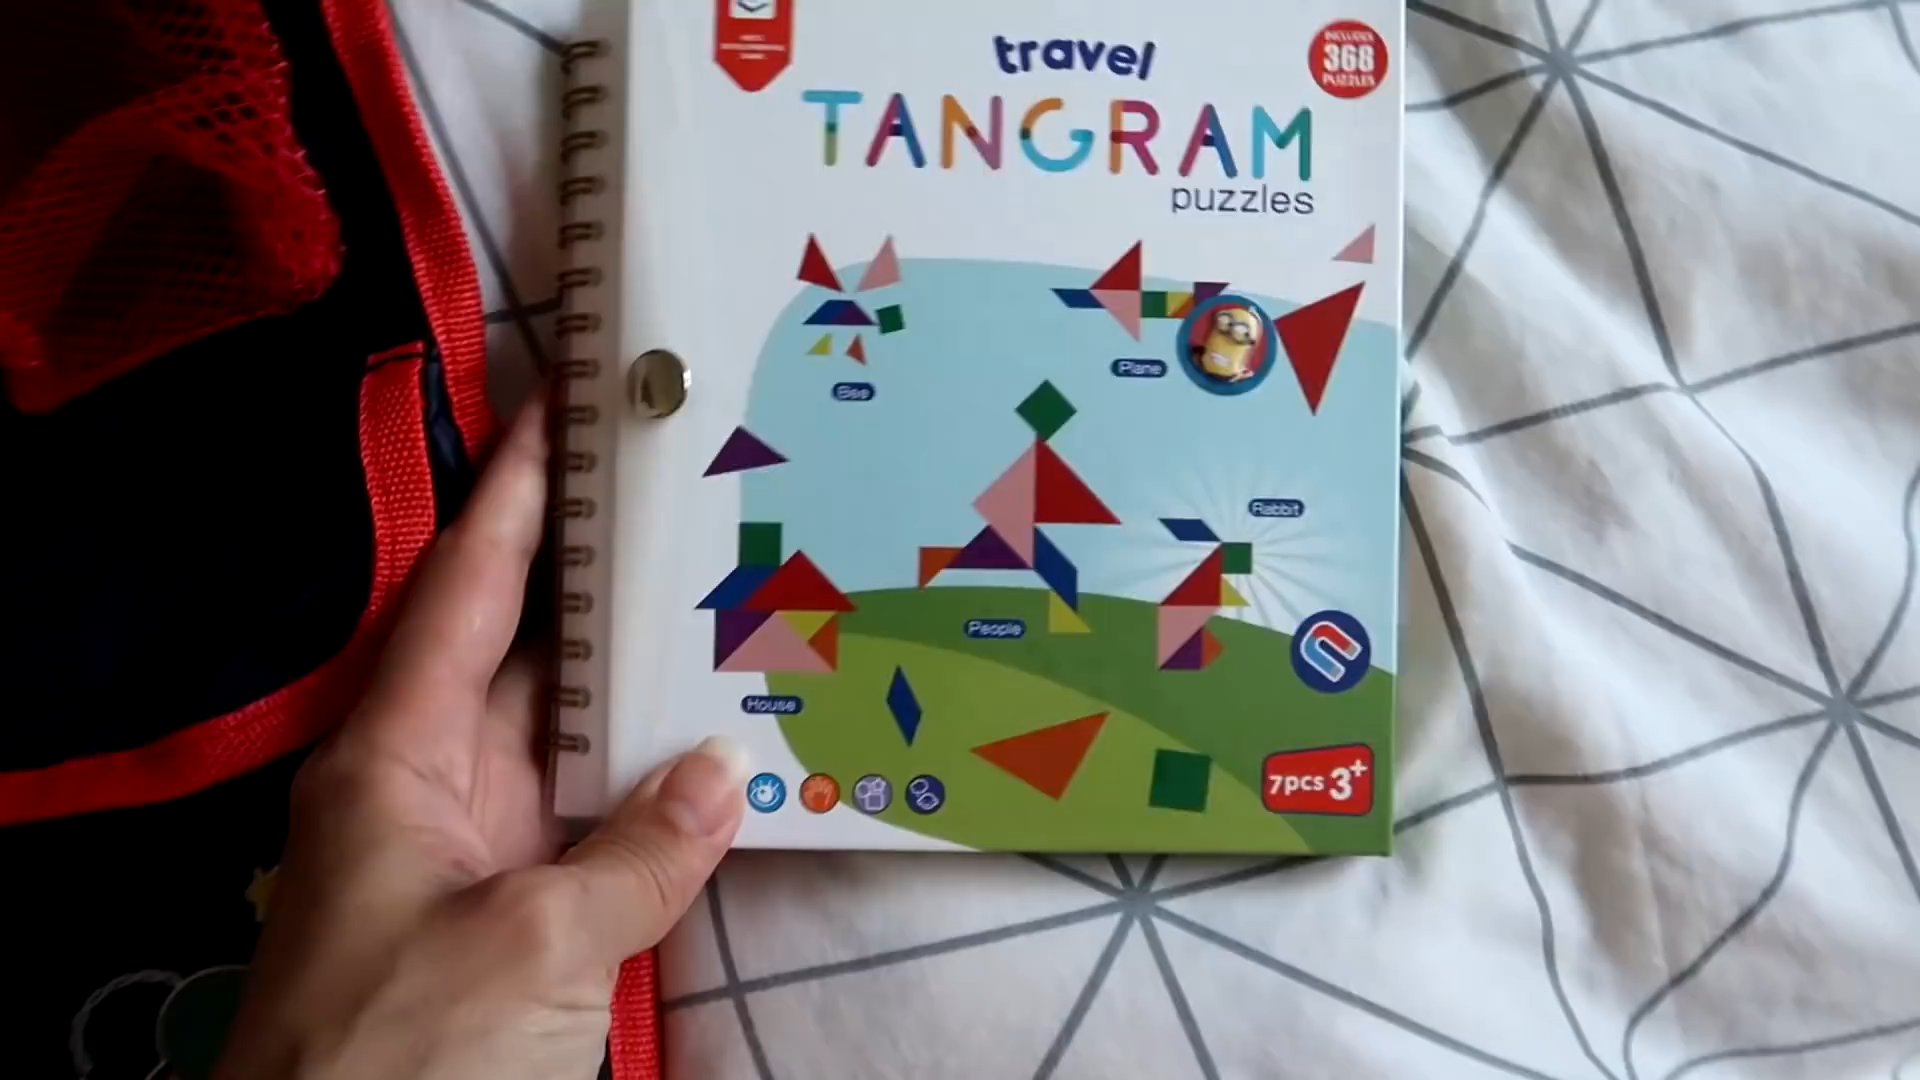 travel
INCLUDES
368
PUZZLES
TANGRAM
puzzles
Bee
Plane
Rabbit
People
House
7pcs 3+